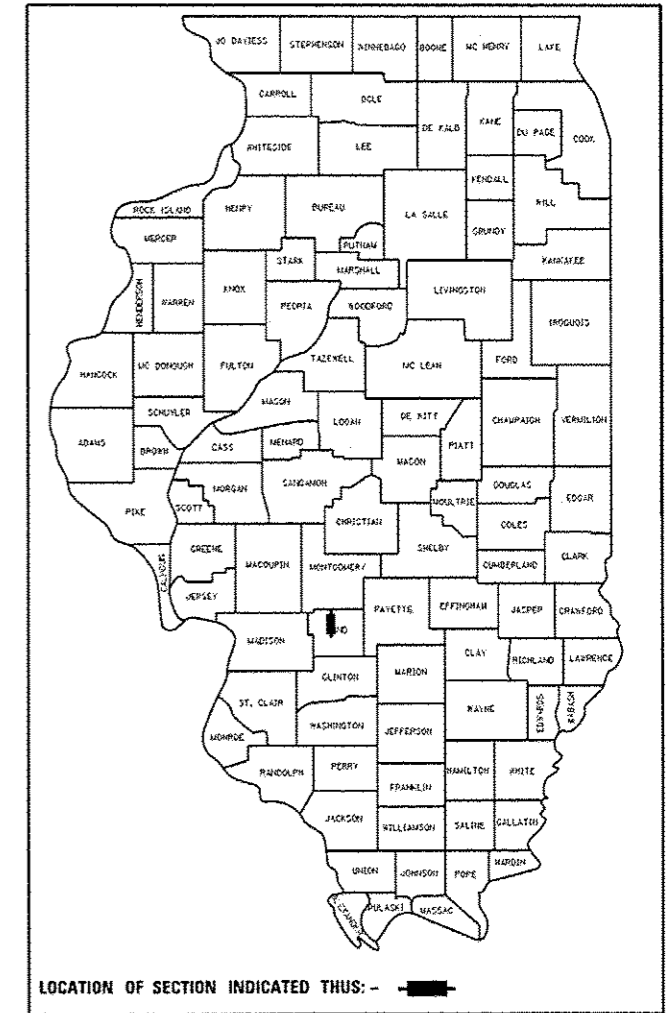 JO DAVIESS STEPHENSON WINNEBAGO BOONE MC HENRY LAKE
CARROLL OGLE
DE KALB KANE DU PAGE COOK
WHITESIDE LEE
KENDALL
ROCK ISLAND HENRY BUREAU LA SALLE WILL
MERCER PUTNAM GRUNDY
STARK MARSHALL KANKAKEE
HENDERSON WARREN KNOX PEORIA WOODFORD LIVINGSTON IROQUOIS
HANCOCK MC DONOUGH FULTON TAZEWELL MC LEAN FORD
MASON
SCHUYLER LOGAN DE WITT CHAMPAIGN VERMILION
ADAMS BROWN CASS MENARD PIATT
MACON
MORGAN SANGAMON DOUGLAS
PIKE SCOTT MOULTRIE EDGAR
CHRISTIAN COLES
GREENE MACOUPIN SHELBY CLARK
CALHOUN MONTGOMERY CUMBERLAND
JERSEY FAYETTE EFFINGHAM JASPER CRAWFORD
MADISON ND
CLAY RICHLAND LAWRENCE
CLINTON MARION
ST. CLAIR WAYNE EDWARDS WABASH
WASHINGTON JEFFERSON
MONROE
RANDOLPH PERRY HAMILTON WHITE
FRANKLIN
JACKSON WILLIAMSON SALINE GALLATIN
UNION JOHNSON POPE HARDIN
ALEXANDER PULASKI MASSAC
LOCATION OF SECTION INDICATED THUS: -